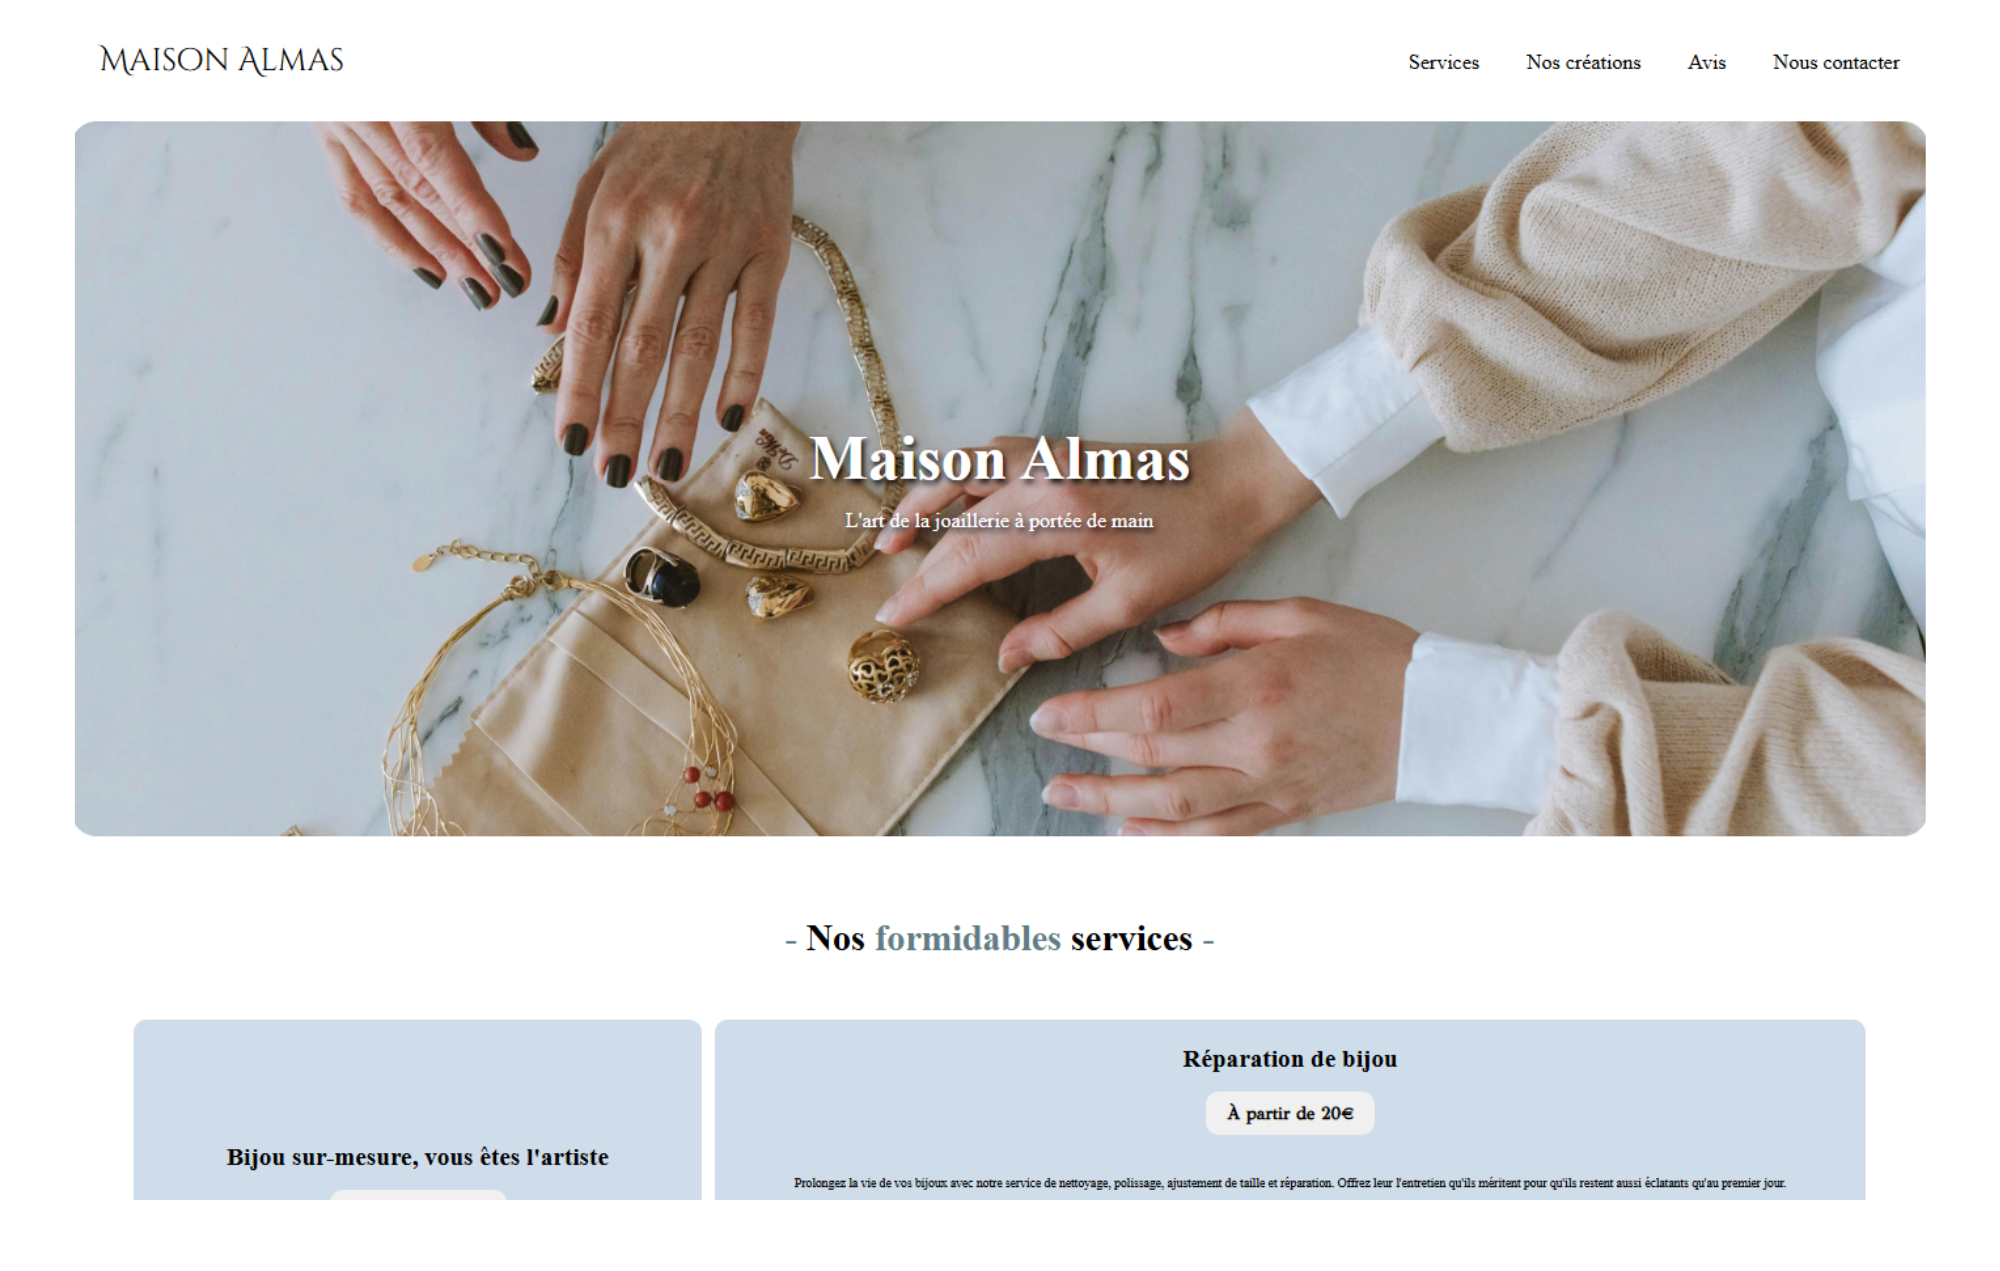 Maison Almas
Services Nos créations Avis Nous contacter
Maison Almas
L'art de la joaillerie à portée de main
- Nos formidables services -
Réparation de bijou
À partir de 20€
Bijou sur-mesure, vous êtes l'artiste
Prolongez la vie de vos bijoux avec notre service de nettoyage, polissage, ajustement de taille et réparation. Offrez leur l'entretien qu'ils méritent pour qu'ils restent aussi éclatants qu'au premier jour.